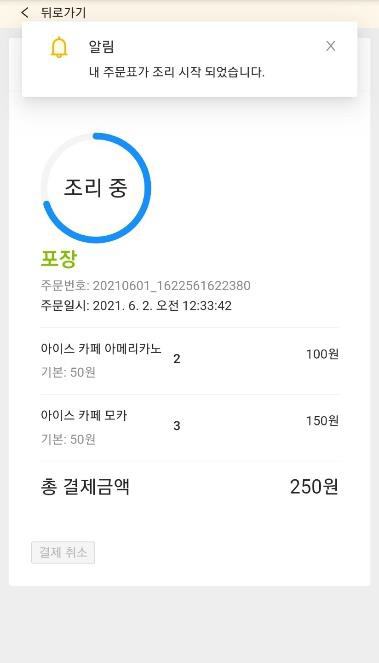 뒤로가기
알림
내 주문표가 조리 시작 되었습니다.
조리 중
포장
주문번호: 20210601_1622561622380
주문일시: 2021. 6. 2. 오전 12:33:42
아이스 카페 아메리카노 2 100원
기본: 50원
아이스 카페 모카 3 150원
기본: 50원
총 결제금액 250원
결제 취소